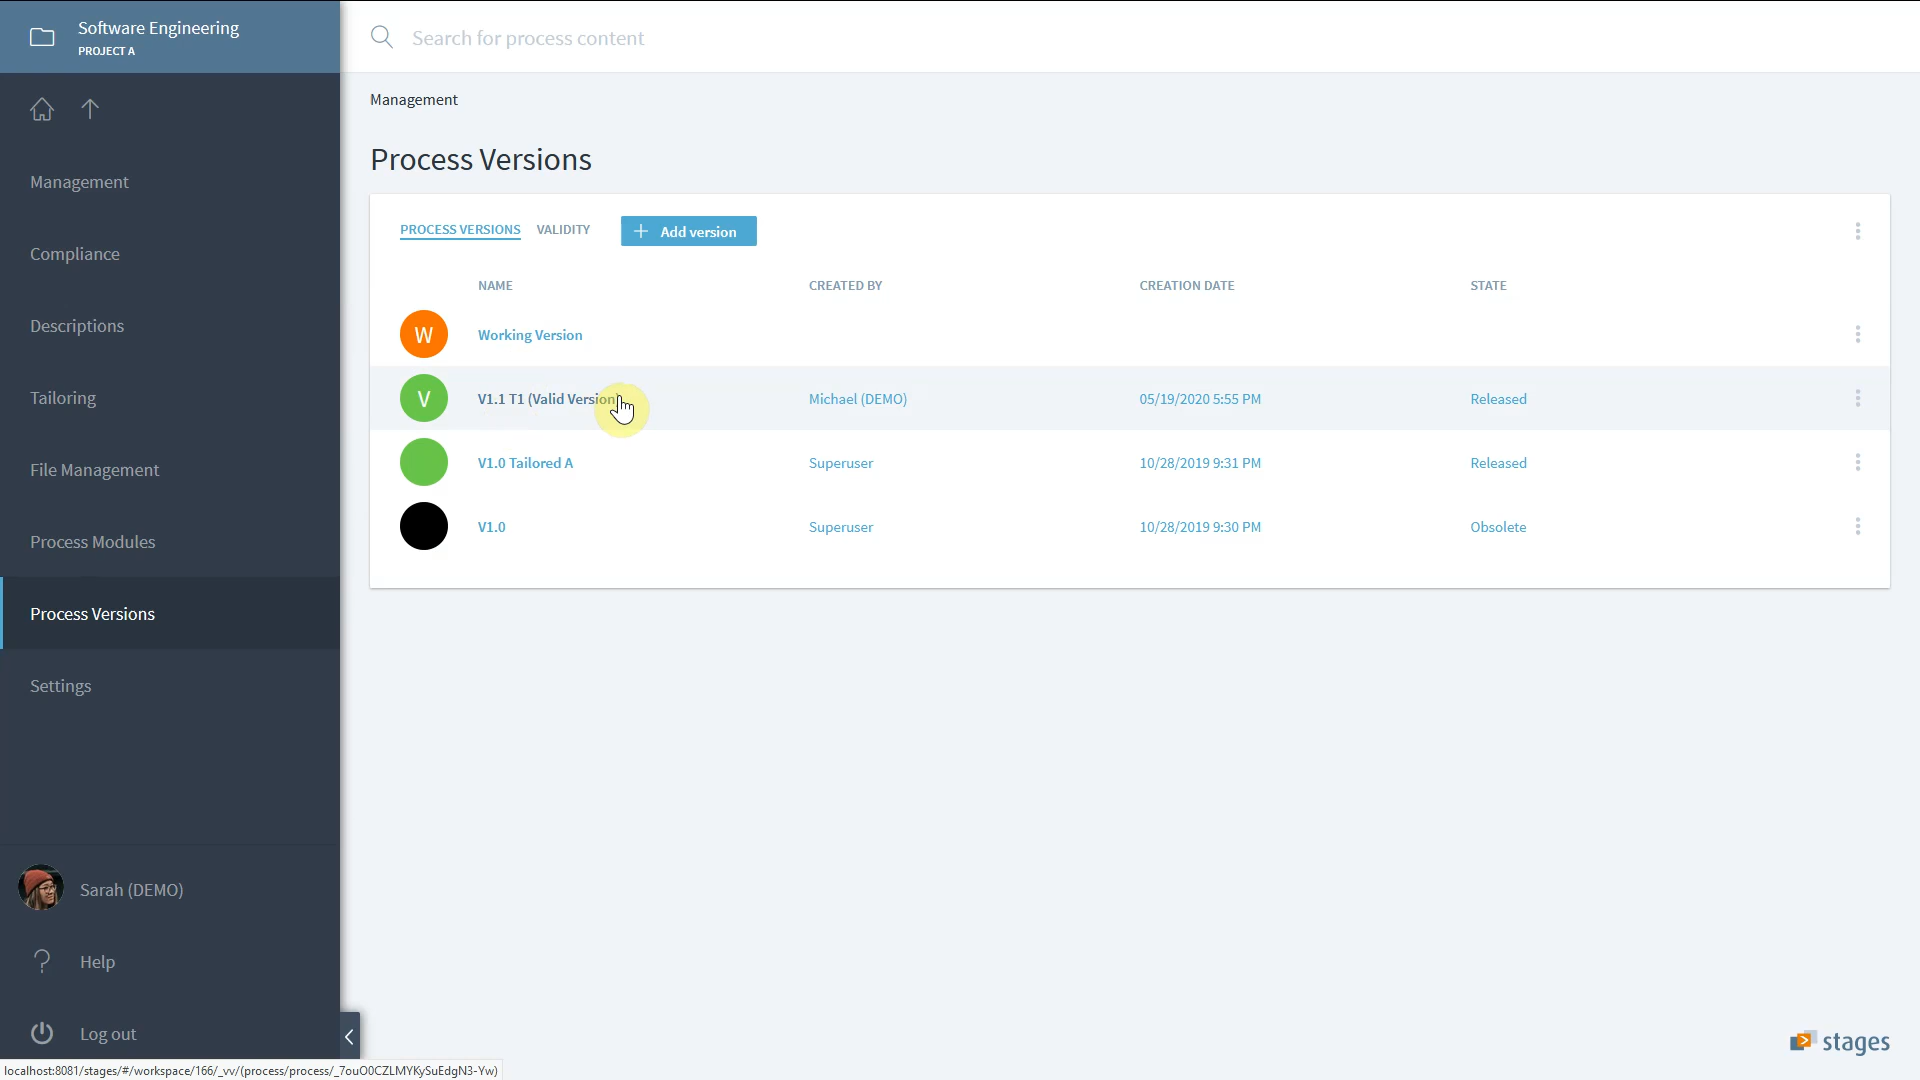 Software Engineering
PROJECT A
Search for process content
Management
Compliance
Descriptions
Tailoring
File Management
Process Modules
Process Versions
Settings
Sarah (DEMO)
Help
Log out
Management
Process Versions
PROCESS VERSIONS VALIDITY Add version
NAME CREATED BY CREATION DATE STATE
W Working Version
V V1.1 T1 (Valid Version Michael (DEMO) 05/19/2020 5:55 PM Released
V1.0 Tailored A Superuser 10/28/2019 9:31 PM Released
V1.0 Superuser 10/28/2019 9:30 PM Obsolete
stages
localhost:8081/stages/#/workspace/166/_vv/(process/process/_7ouO0CZLMYKySuEdgN3-Yw)